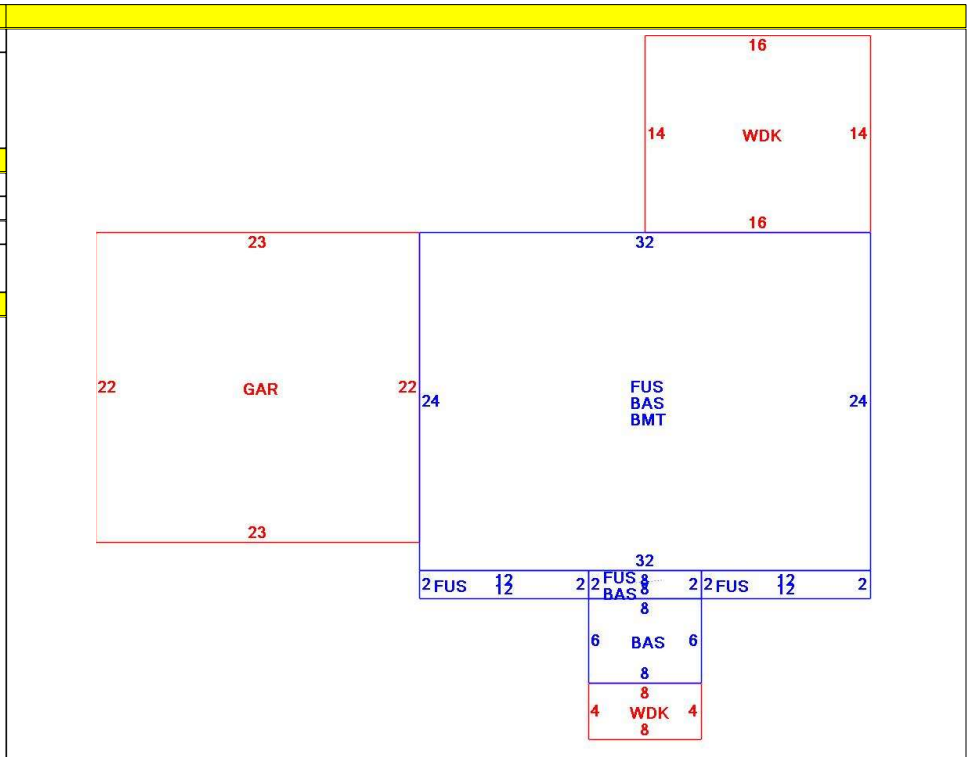 16
14 WDK 14
16
23
32
22 GAR 22
24 FUS 24
BAS
BMT
23
32
2 FUS 12 2 2 FUS 8 2 2 FUS 12 2
12 BAS 8 12
8
6 BAS 6
8
8
4 WDK 4
8